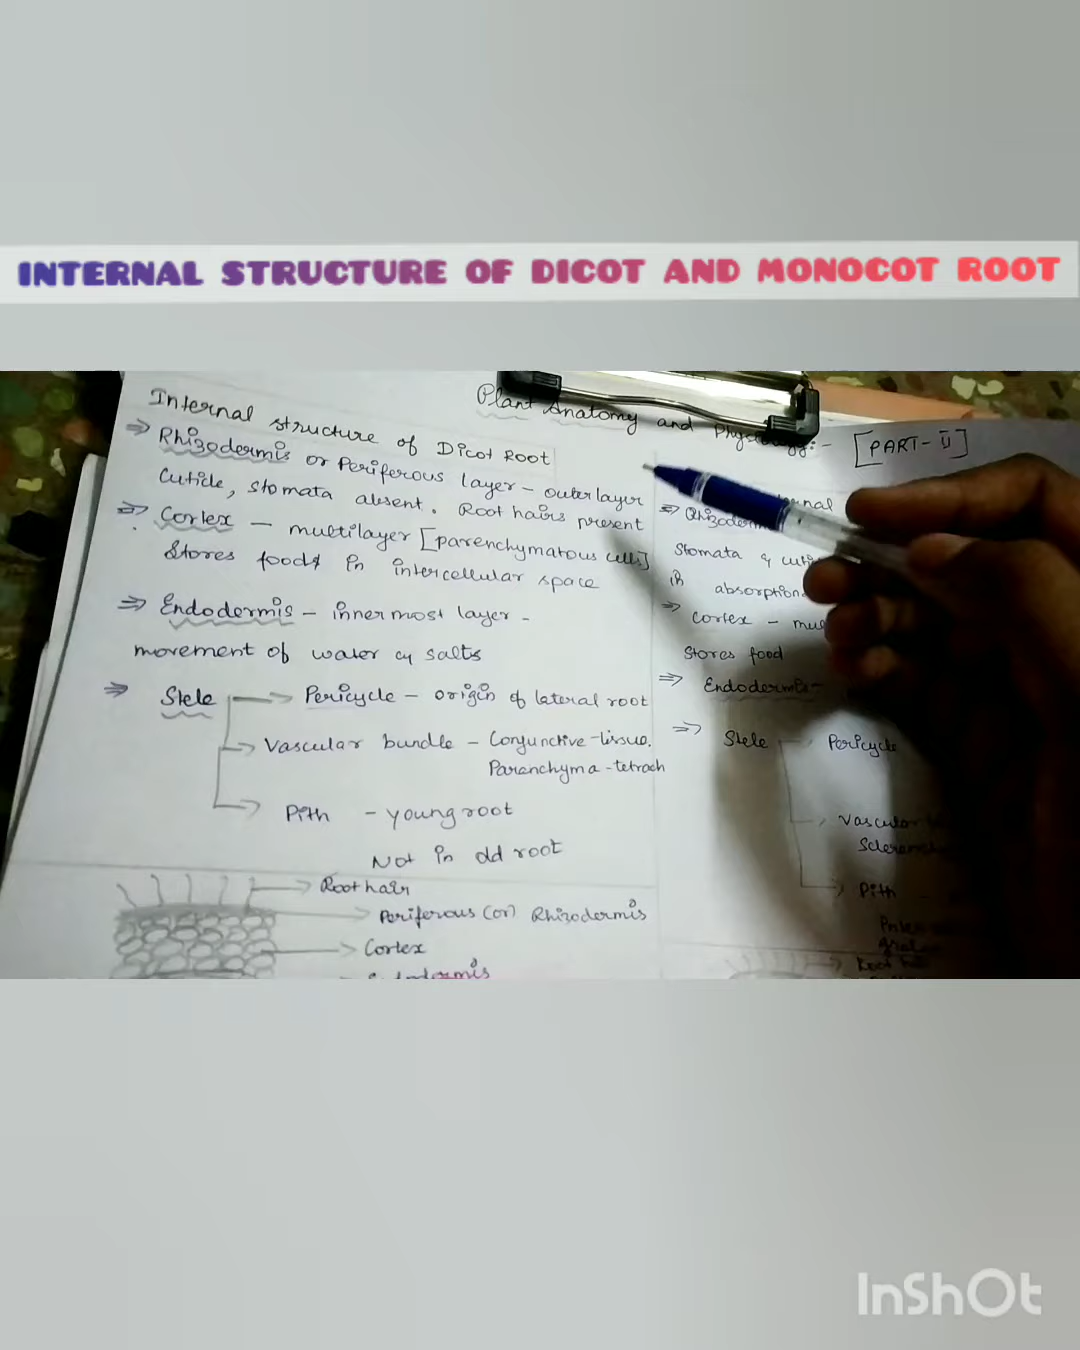 INTERNAL STRUCTURE OF DICOT AND MONOCOT ROOT
Plant Anatomy and :- [PART-II]
Internal structure of Dicot Root
⇒ Rhizodermis or Periferous layer - outer layer
Cuticle, stomata absent. Root hairs present
⇒ Cortex - multilayer [parenchymatous cells]
Stores foods in intercellular space
⇒ Endodermis - inner most layer -
movement of water & salts
⇒ Stele → Pericycle - origin of lateral root
→ Vascular bundle - Conjunctive tissue.
Parenchyma - tetrach
→ Pith - young root
Not in old root
→ Root hair
→ Periferous (or) Rhizodermis
→ Cortex
⇒
Stomata &
in absorption
⇒ Cortex -
Stores food
⇒ Endodermis -
⇒ Stele → Pericycle
→ Vascular
→ Pith
Root
InShOt